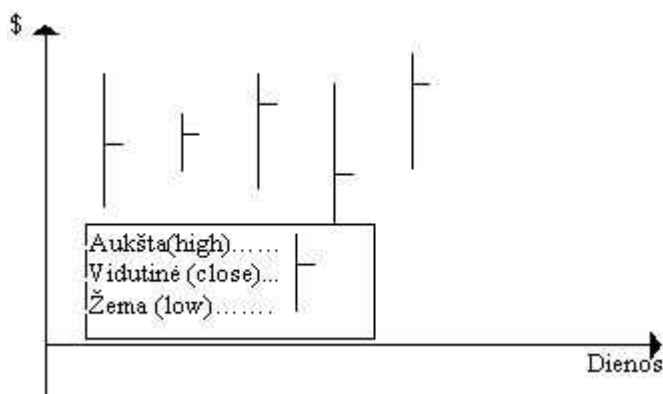 $
Aukšta(high)......
Vidutinė (close)...
Žema (low).......
Dienos